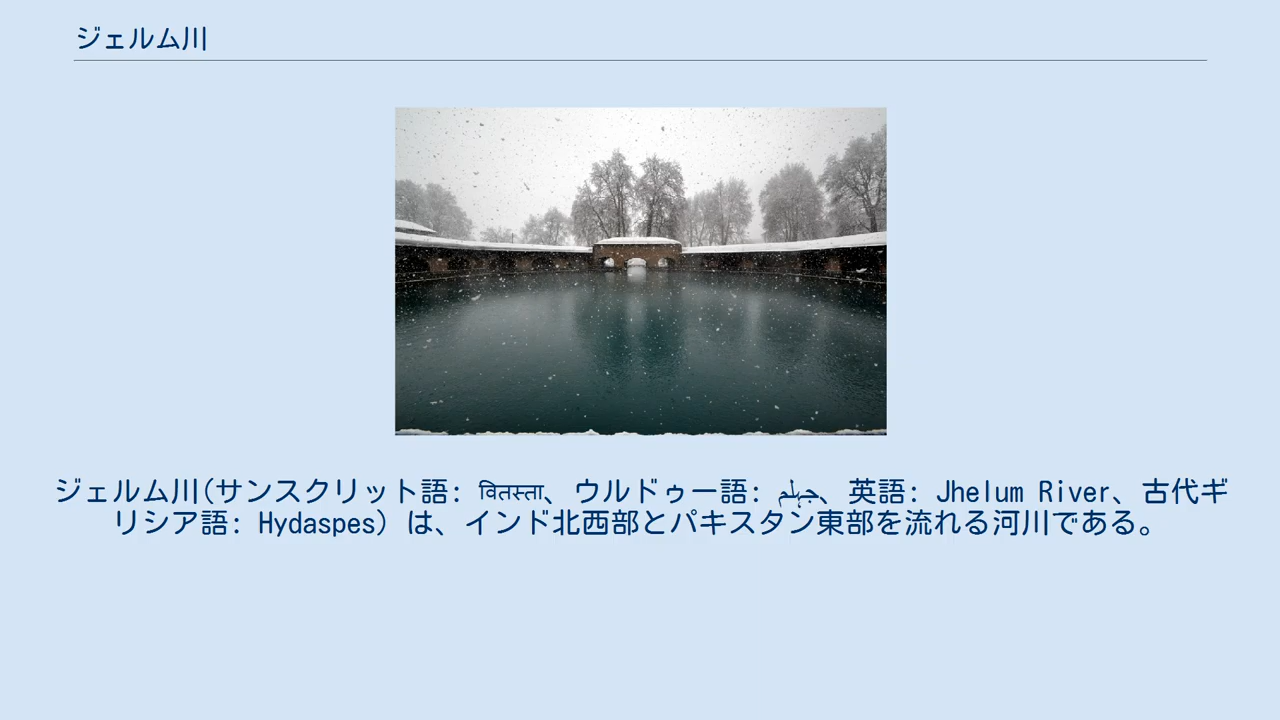 ジェルム川
ジェルム川(サンスクリット語: वितस्ता、ウルドゥー語: جہلم、英語: Jhelum River、古代ギ
リシア語: Hydaspes) は、インド北西部とパキスタン東部を流れる河川である。